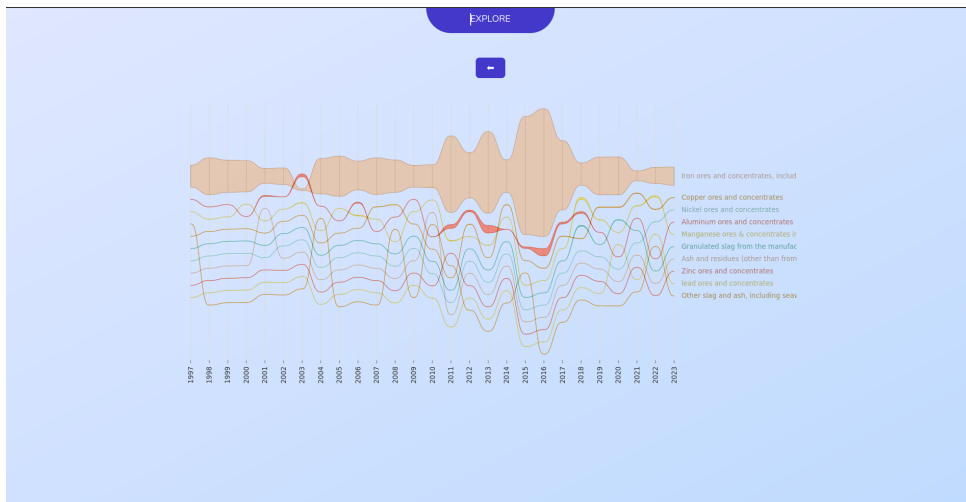 EXPLORE
Iron ores and concentrates, includ
Copper ores and concentrates
Nickel ores and concentrates
Aluminum ores and concentrates
Manganese ores & concentrates ir
Granulated slag from the manufac
Ash and residues (other than from
Zinc ores and concentrates
lead ores and concentrates
Other slag and ash, including seaw
1997 1998 1999 2000 2001 2002 2003 2004 2005 2006 2007 2008 2009 2010 2011 2012 2013 2014 2015 2016 2017 2018 2019 2020 2021 2022 2023